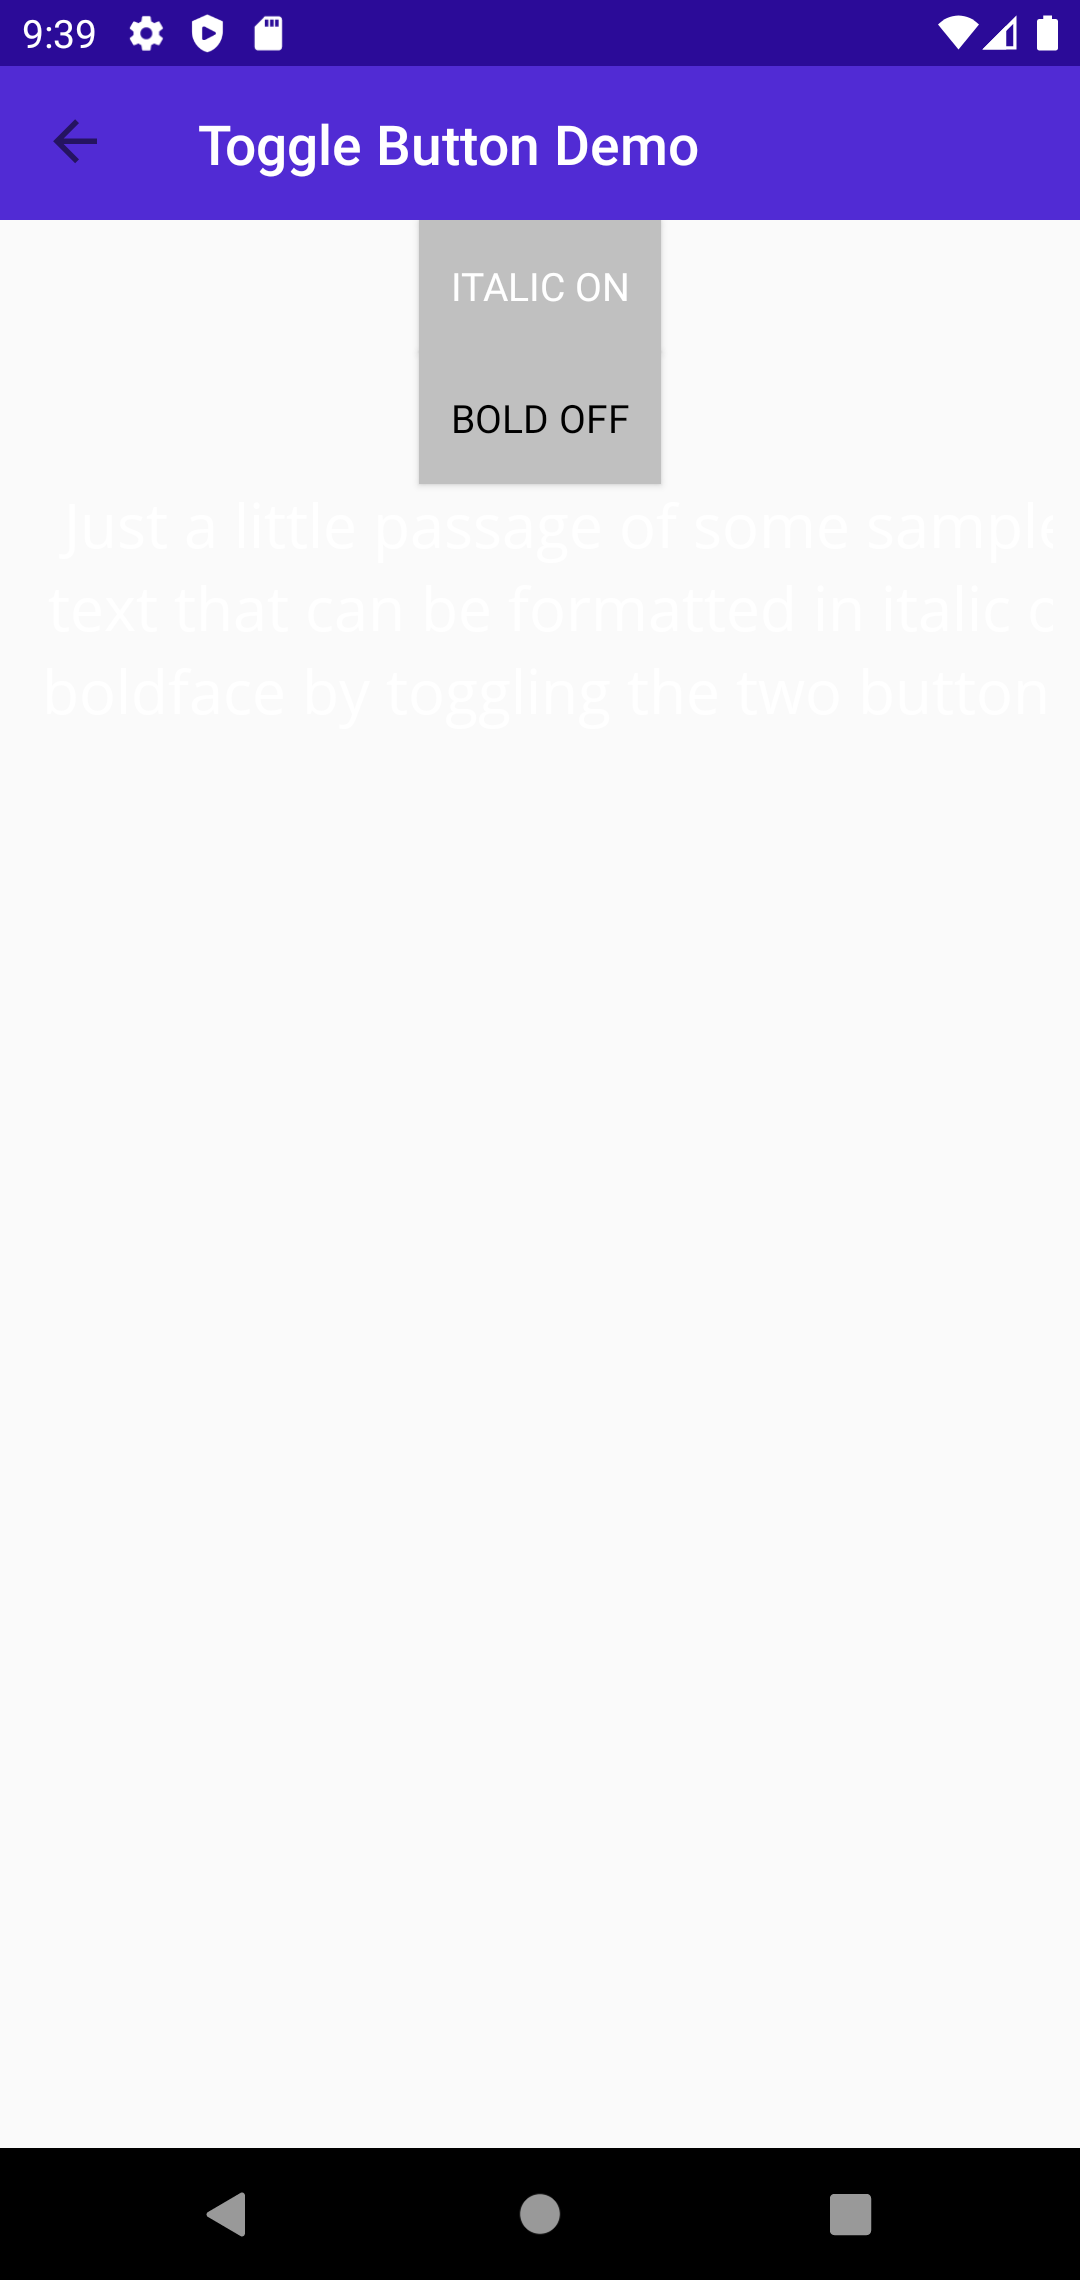 9:39
Toggle Button Demo
ITALIC ON
BOLD OFF
Just a little passage of some sample
text that can be formatted in italic
boldface by toggling the two button